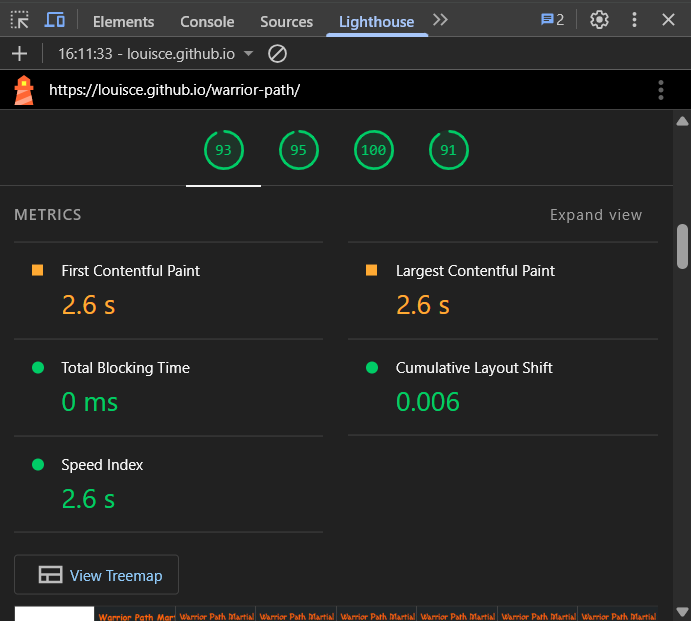 Elements Console Sources Lighthouse 2
16:11:33 - louisce.github.io
https://louisce.github.io/warrior-path/
93 95 100 91
METRICS Expand view
First Contentful Paint
2.6 s
Largest Contentful Paint
2.6 s
Total Blocking Time
0 ms
Cumulative Layout Shift
0.006
Speed Index
2.6 s
View Treemap
Warrior Path Mar Warrior Path Martial Warrior Path Martial Warrior Path Martial Warrior Path Martial Warrior Path Martial Warrior Path Martial